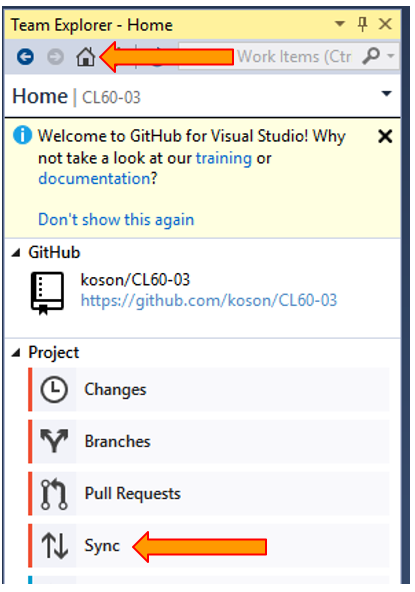 Team Explorer - Home
Work Items (Ctr
Home | CL60-03
Welcome to GitHub for Visual Studio! Why
not take a look at our training or
documentation?
Don't show this again
GitHub
koson/CL60-03
https://github.com/koson/CL60-03
Project
Changes
Branches
Pull Requests
Sync